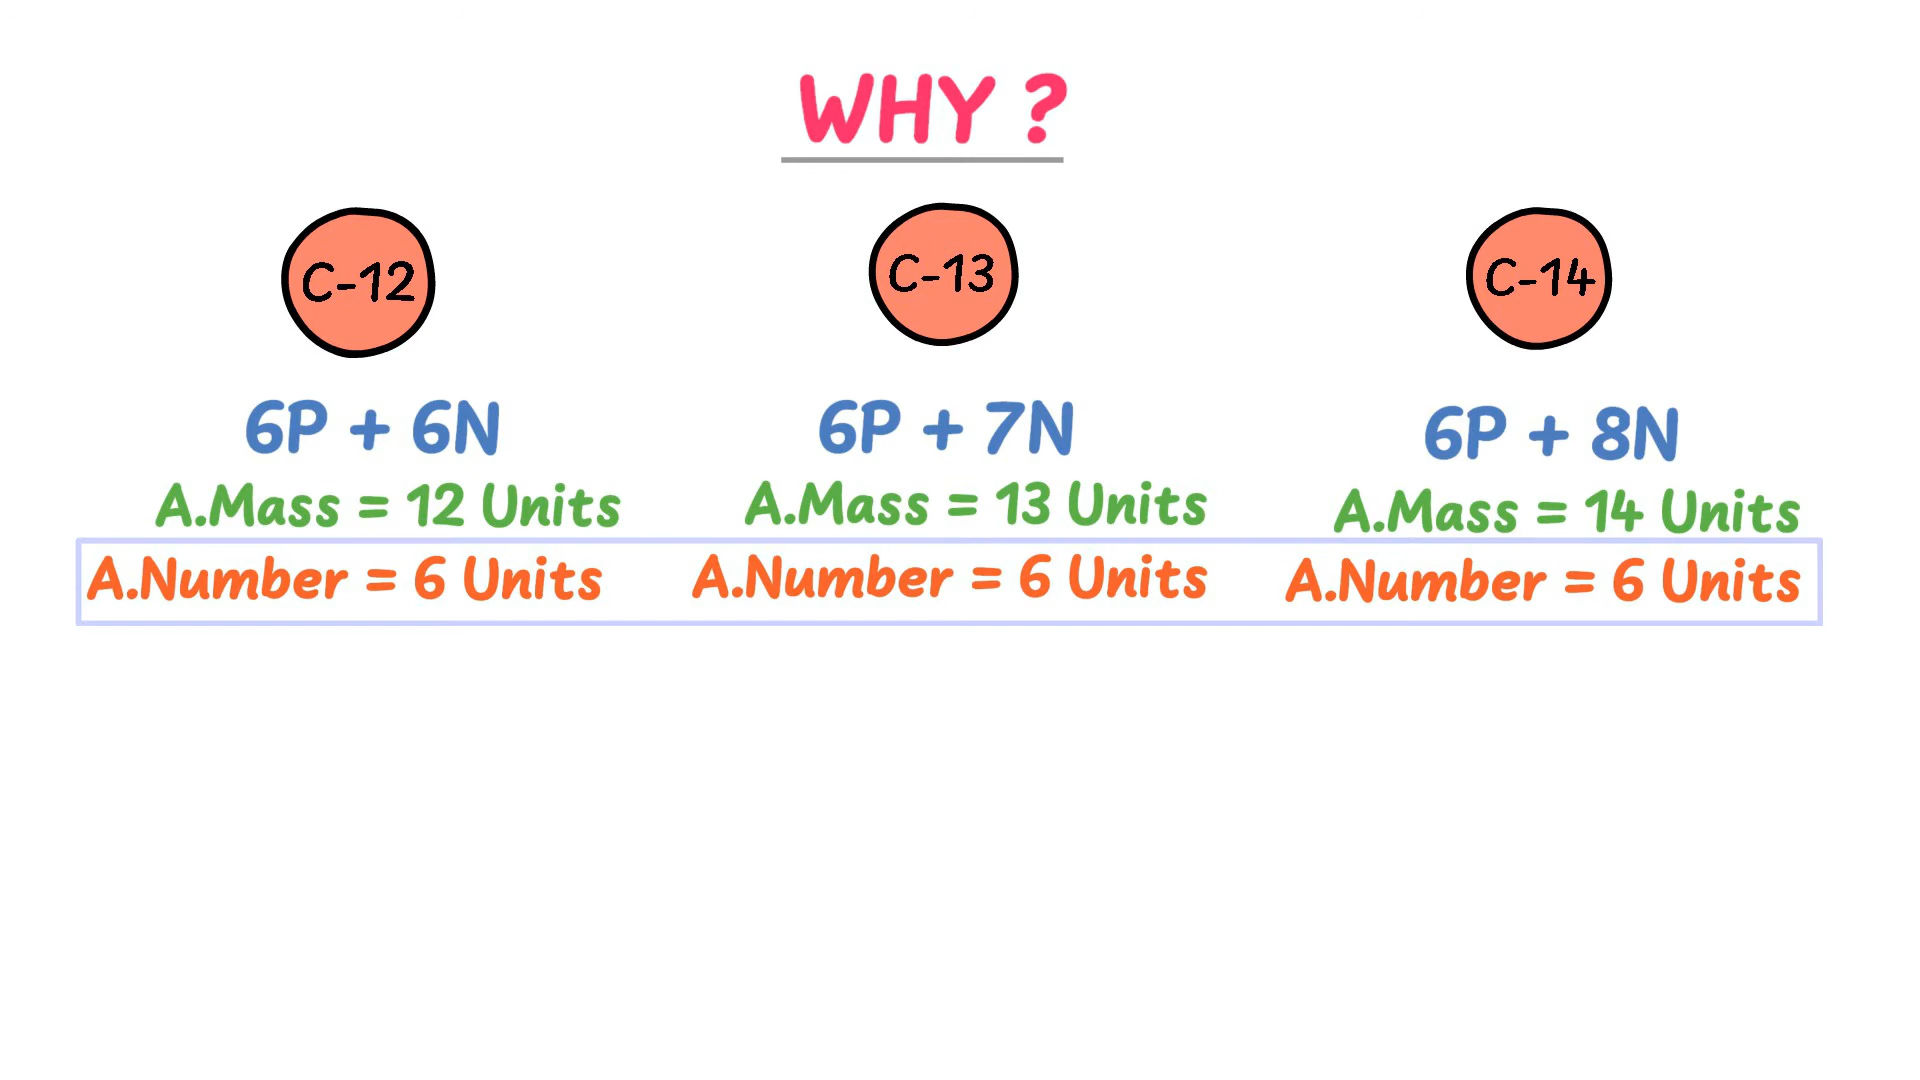 WHY ?
C-12 C-13 C-14
6P + 6N 6P + 7N 6P + 8N
A.Mass = 12 Units A.Mass = 13 Units A.Mass = 14 Units
A.Number = 6 Units A.Number = 6 Units A.Number = 6 Units